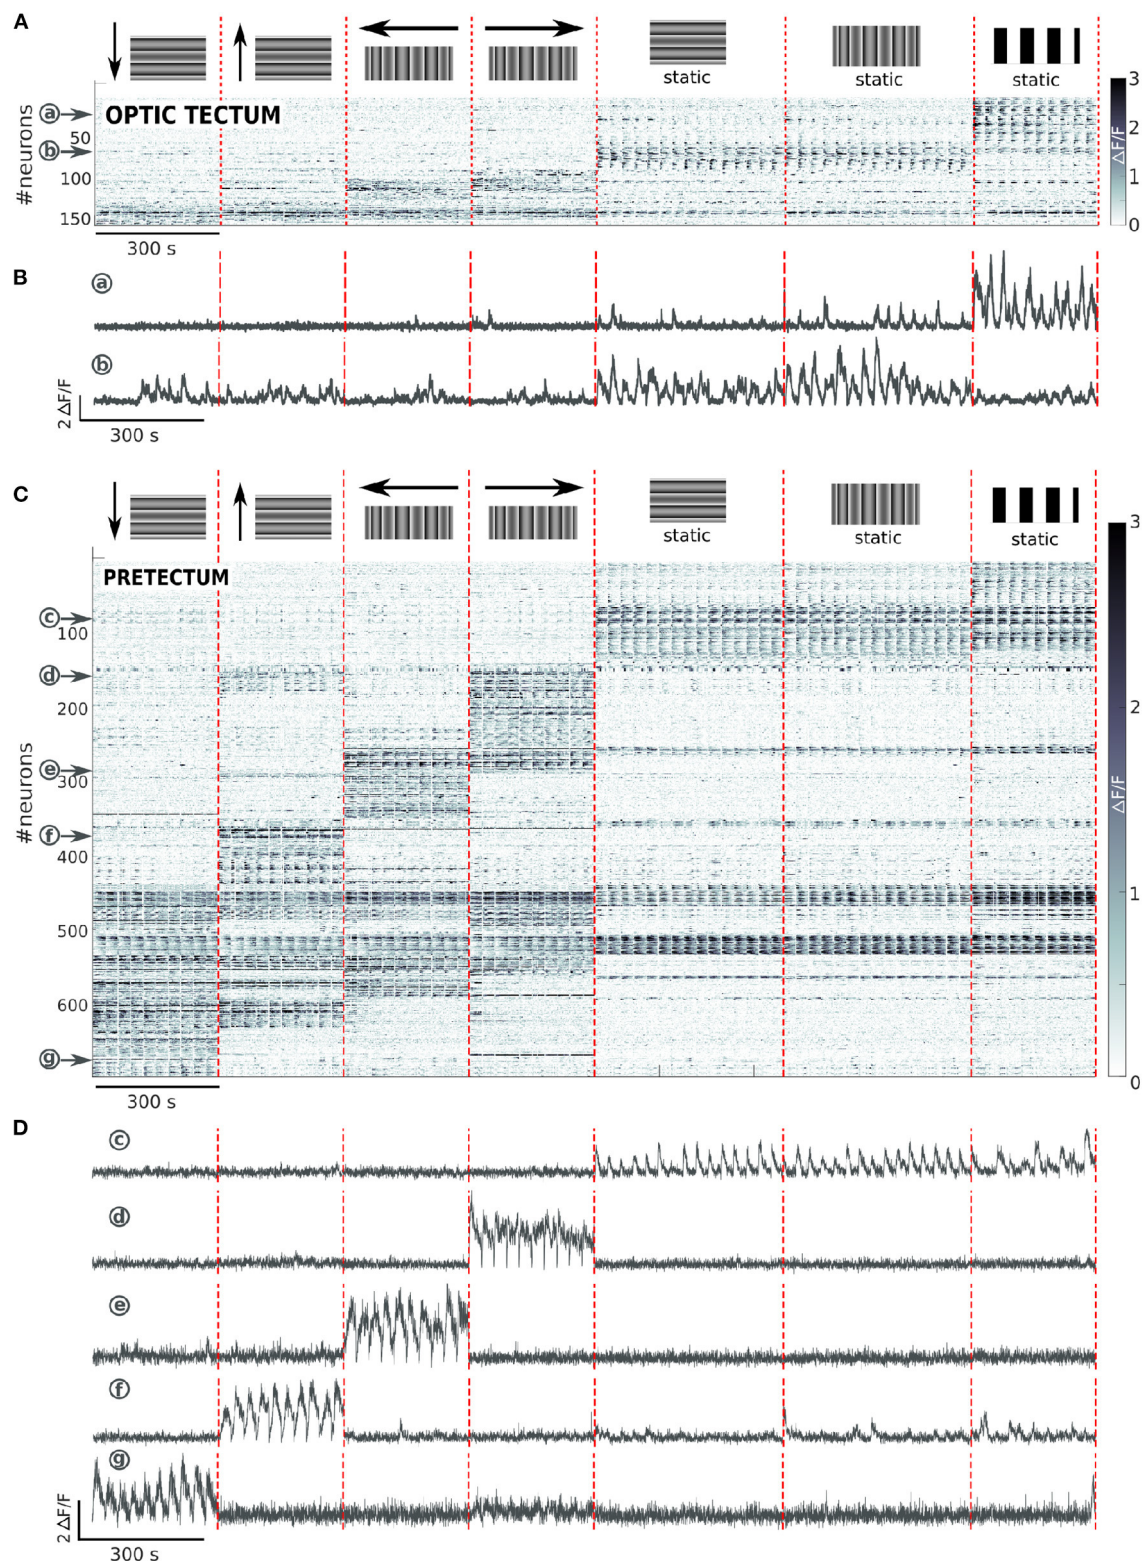 A
static
static
static
OPTIC TECTUM
ⓐ
ⓑ
#neurons
50
100
150
3
2
1
0
ΔF/F
300 s
B
ⓐ
ⓑ
2 ΔF/F
300 s
C
static
static
static
PRETECTUM
ⓒ
100
ⓓ
200
ⓔ
300
ⓕ
400
500
600
ⓖ
#neurons
3
2
1
0
ΔF/F
300 s
D
ⓒ
ⓓ
ⓔ
ⓕ
ⓖ
2 ΔF/F
300 s